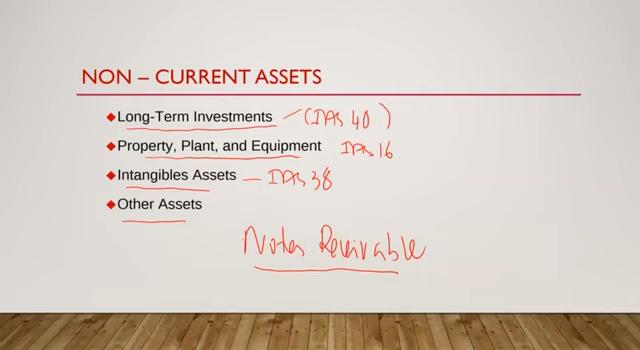 NON – CURRENT ASSETS
Long-Term Investments – (IAS 40)
Property, Plant, and Equipment IAS 16
Intangibles Assets – IAS 38
Other Assets
Notes Receivable